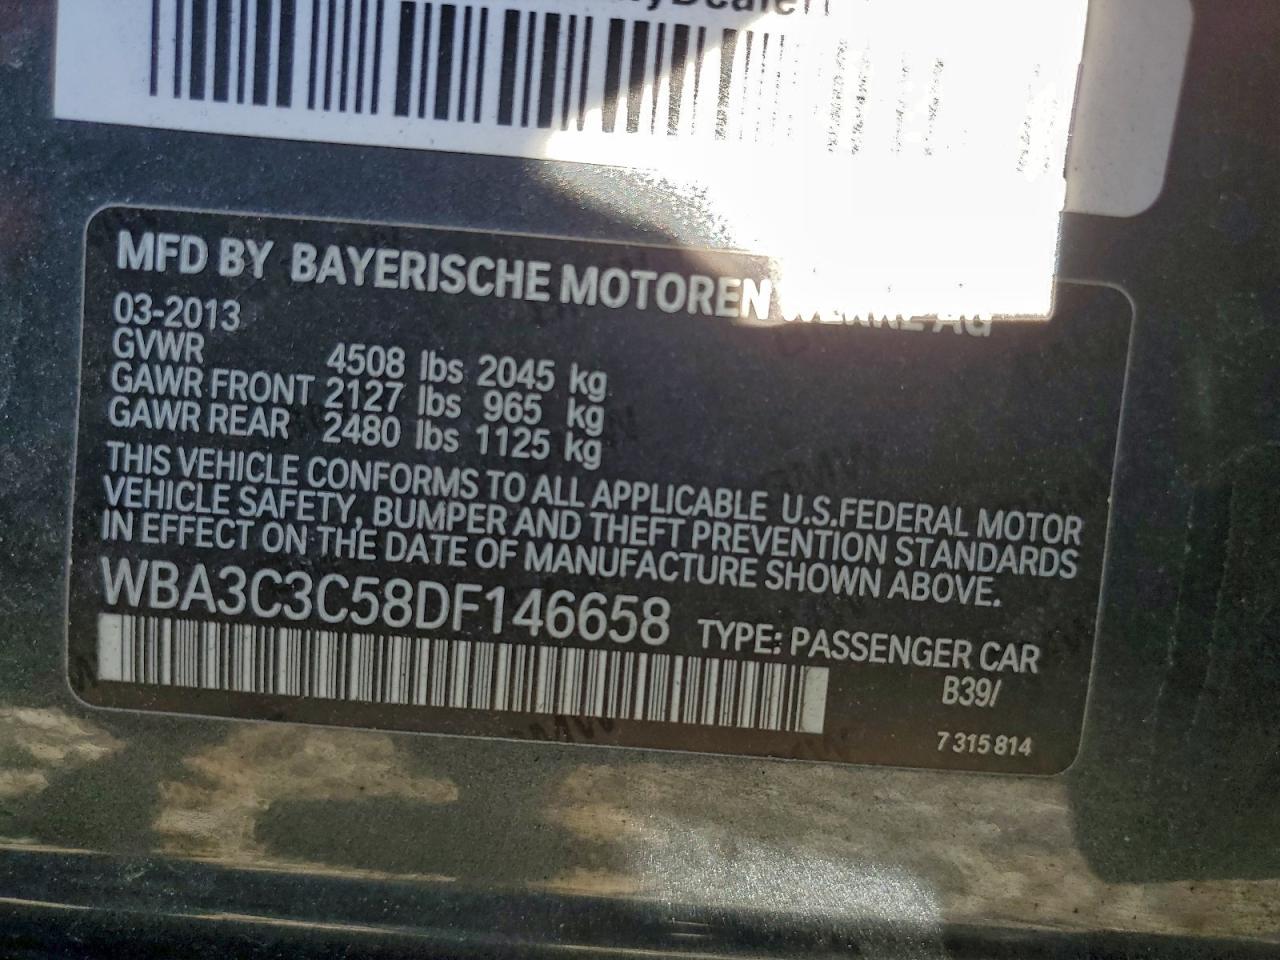 MFD BY BAYERISCHE MOTOREN WERKE AG
03-2013
GVWR 4508 lbs 2045 kg
GAWR FRONT 2127 lbs 965 kg
GAWR REAR 2480 lbs 1125 kg
THIS VEHICLE CONFORMS TO ALL APPLICABLE U.S.FEDERAL MOTOR
VEHICLE SAFETY, BUMPER AND THEFT PREVENTION STANDARDS
IN EFFECT ON THE DATE OF MANUFACTURE SHOWN ABOVE.
WBA3C3C58DF146658 TYPE: PASSENGER CAR
B39/
7 315 814